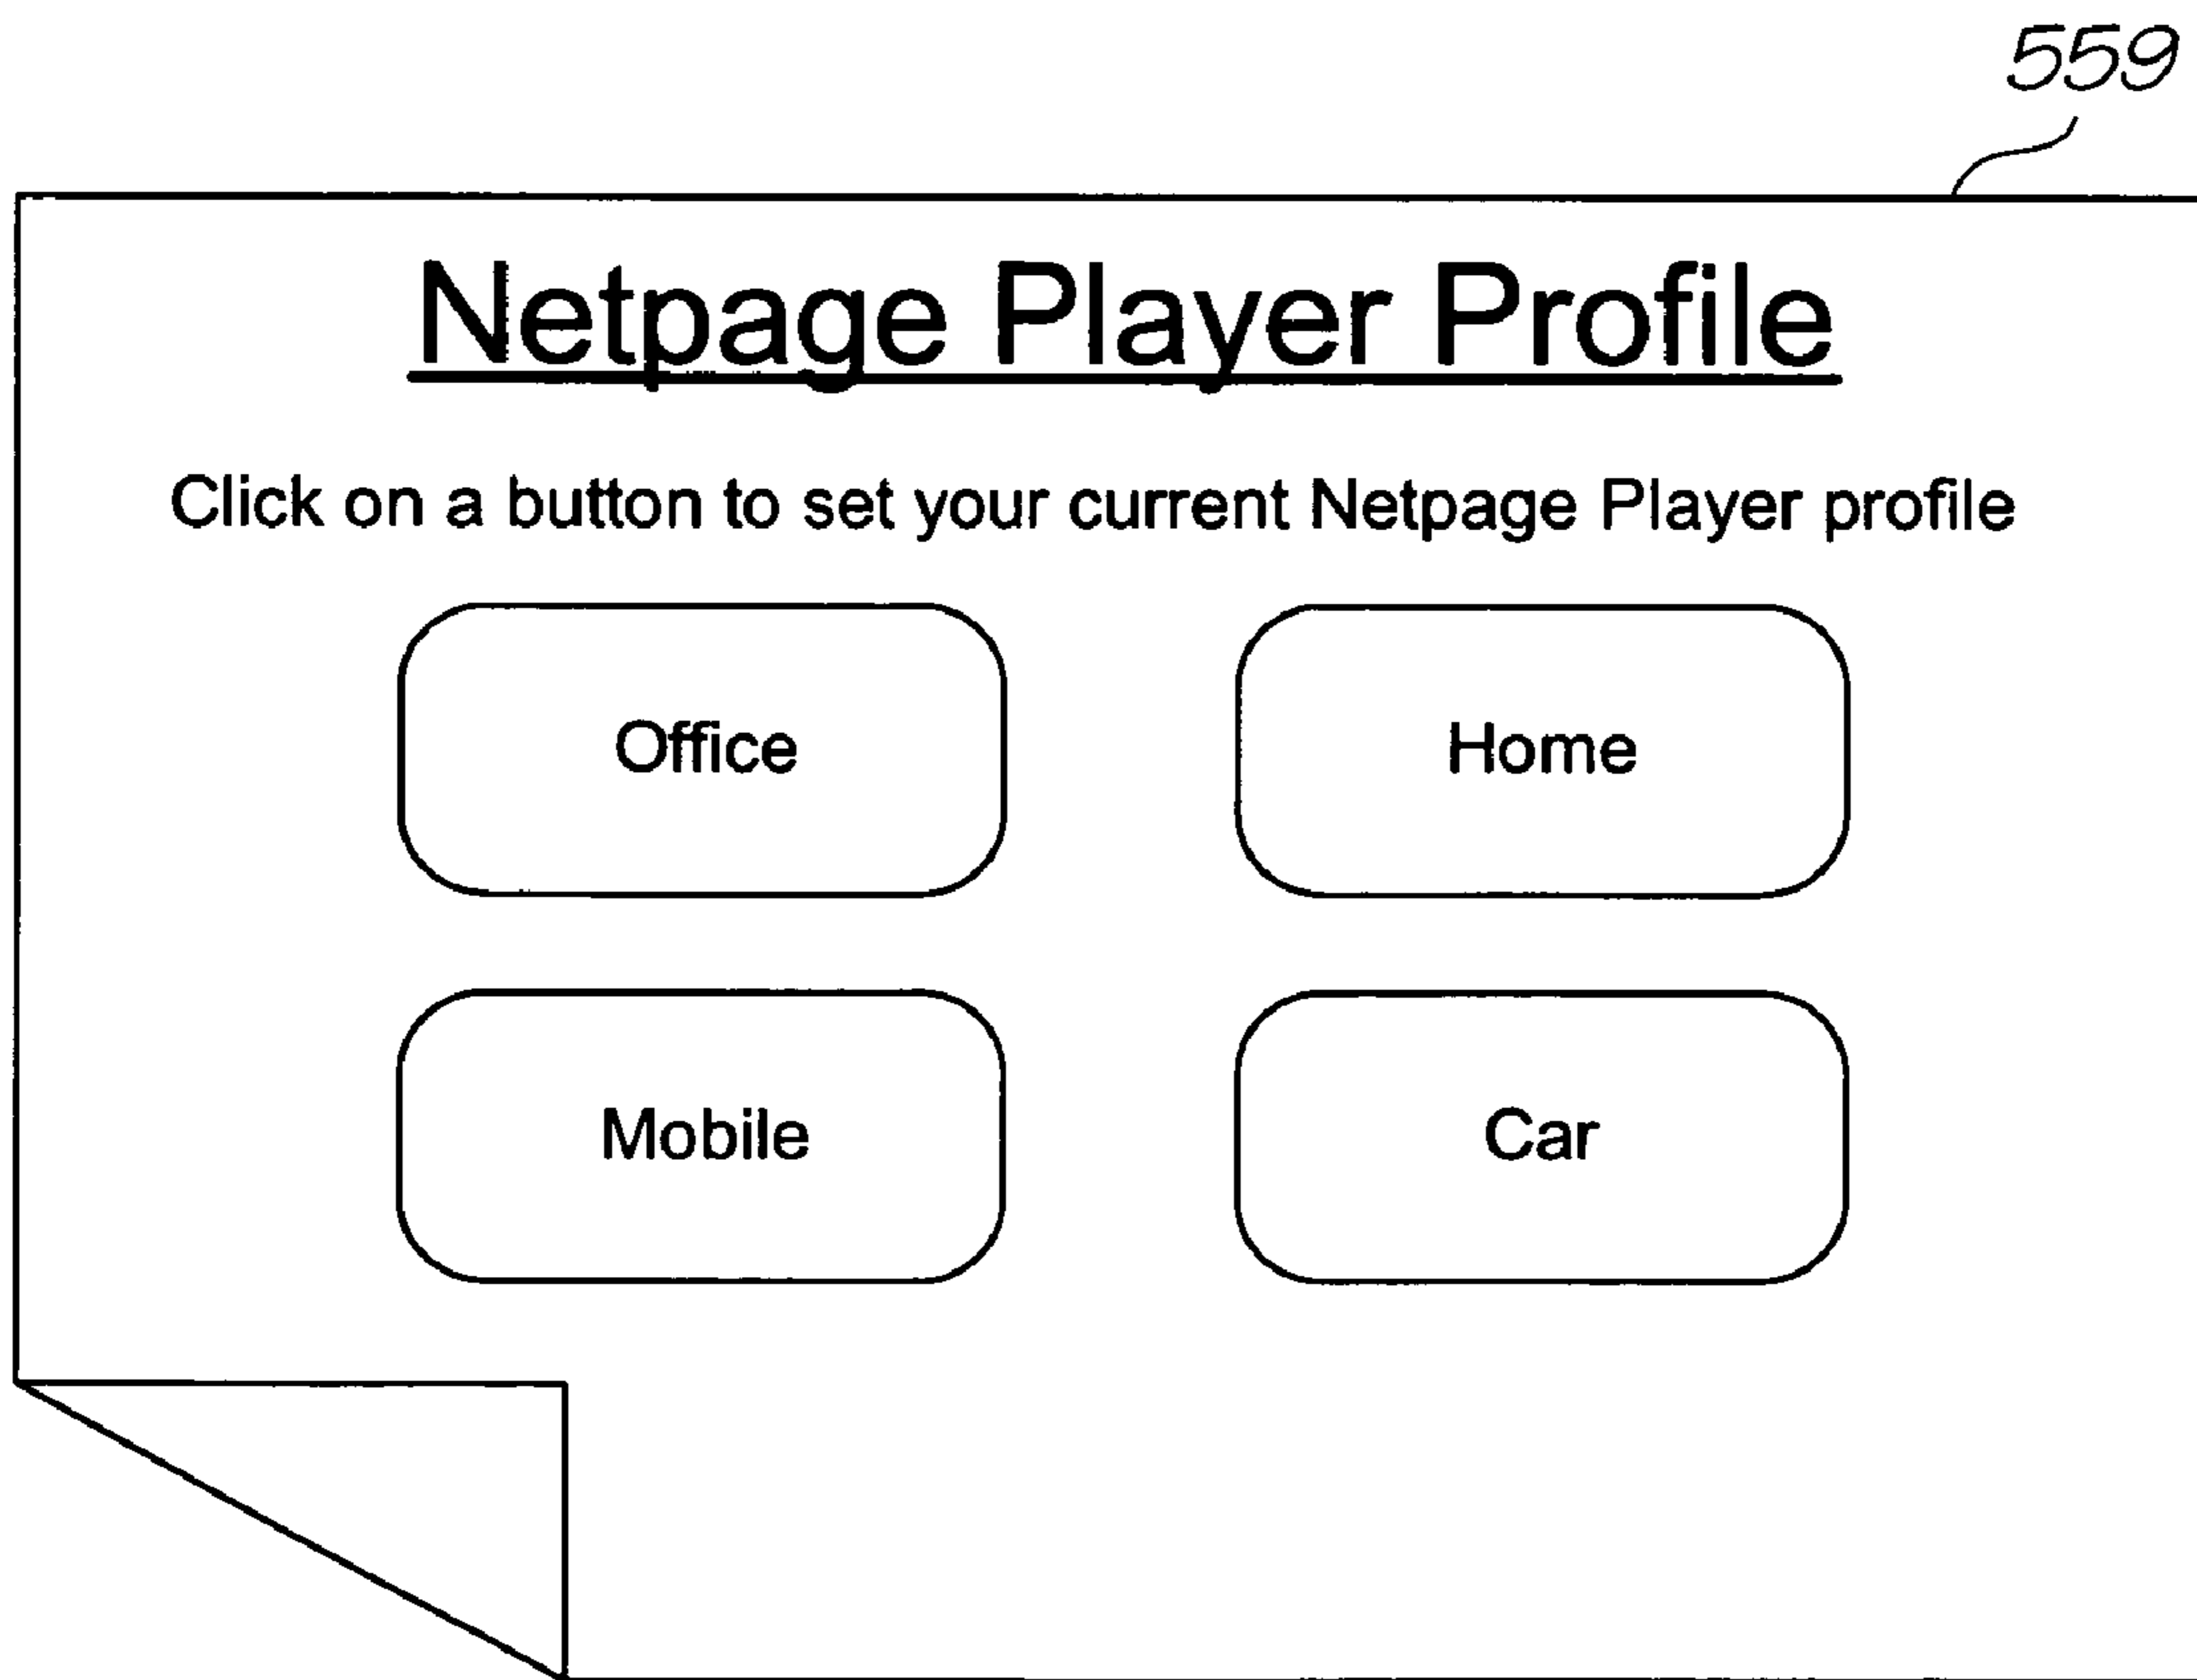 559
Netpage Player Profile
Click on a button to set your current Netpage Player profile
Office Home
Mobile Car